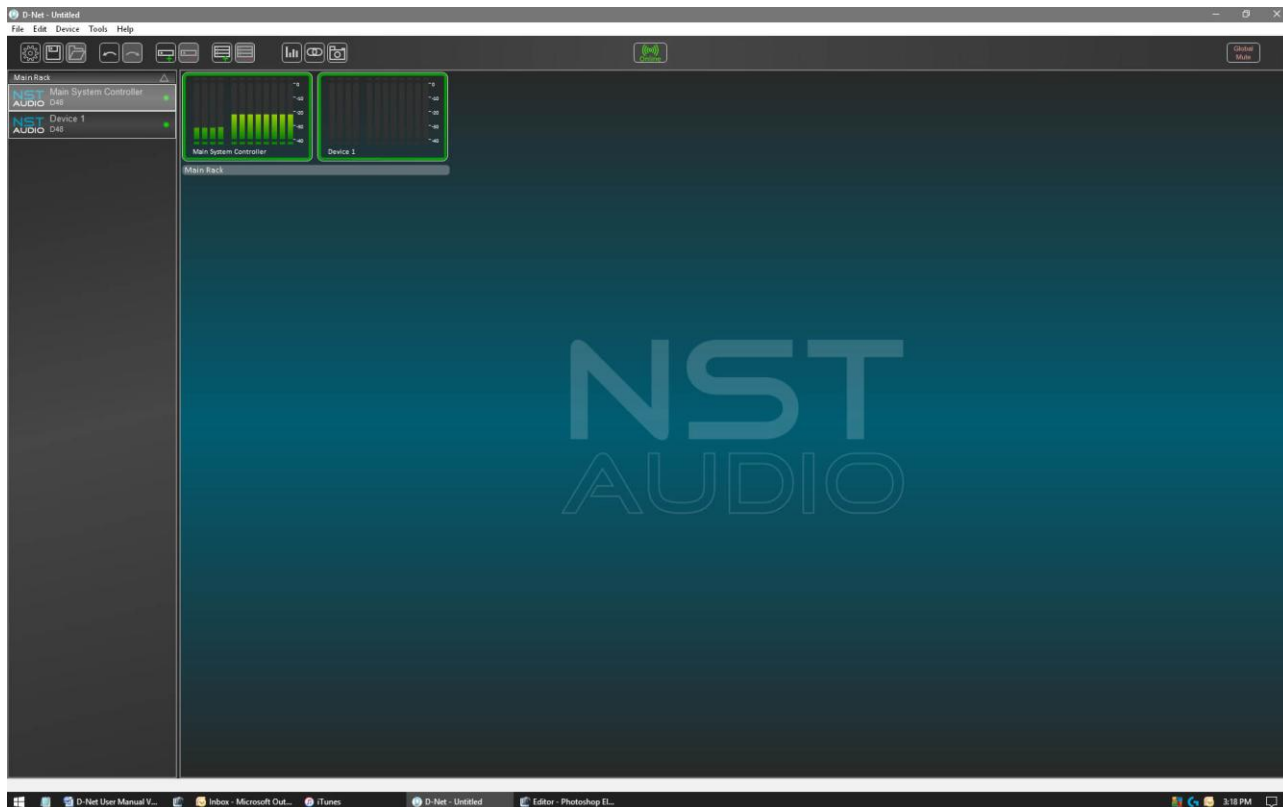 D-Net - Untitled
File Edit Device Tools Help
Online
Global
Mute
Main Rack
NST
AUDIO
Main System Controller
D48
NST
AUDIO
Device 1
D48
Main System Controller
Device 1
Main Rack
NST
AUDIO
D-Net User Manual V...
Inbox - Microsoft Out...
iTunes
D-Net - Untitled
Editor - Photoshop El...
3:18 PM